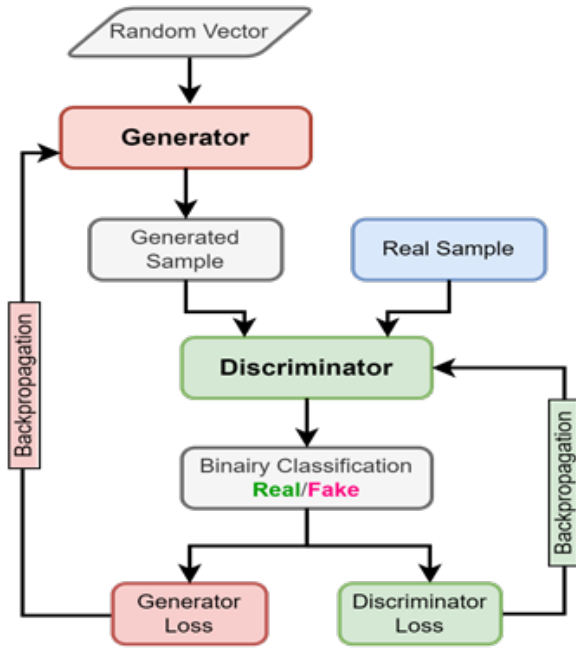 Random Vector
Generator
Generated
Sample
Real Sample
Discriminator
Backpropagation
Backpropagation
Binairy Classification
Real/Fake
Generator
Loss
Discriminator
Loss